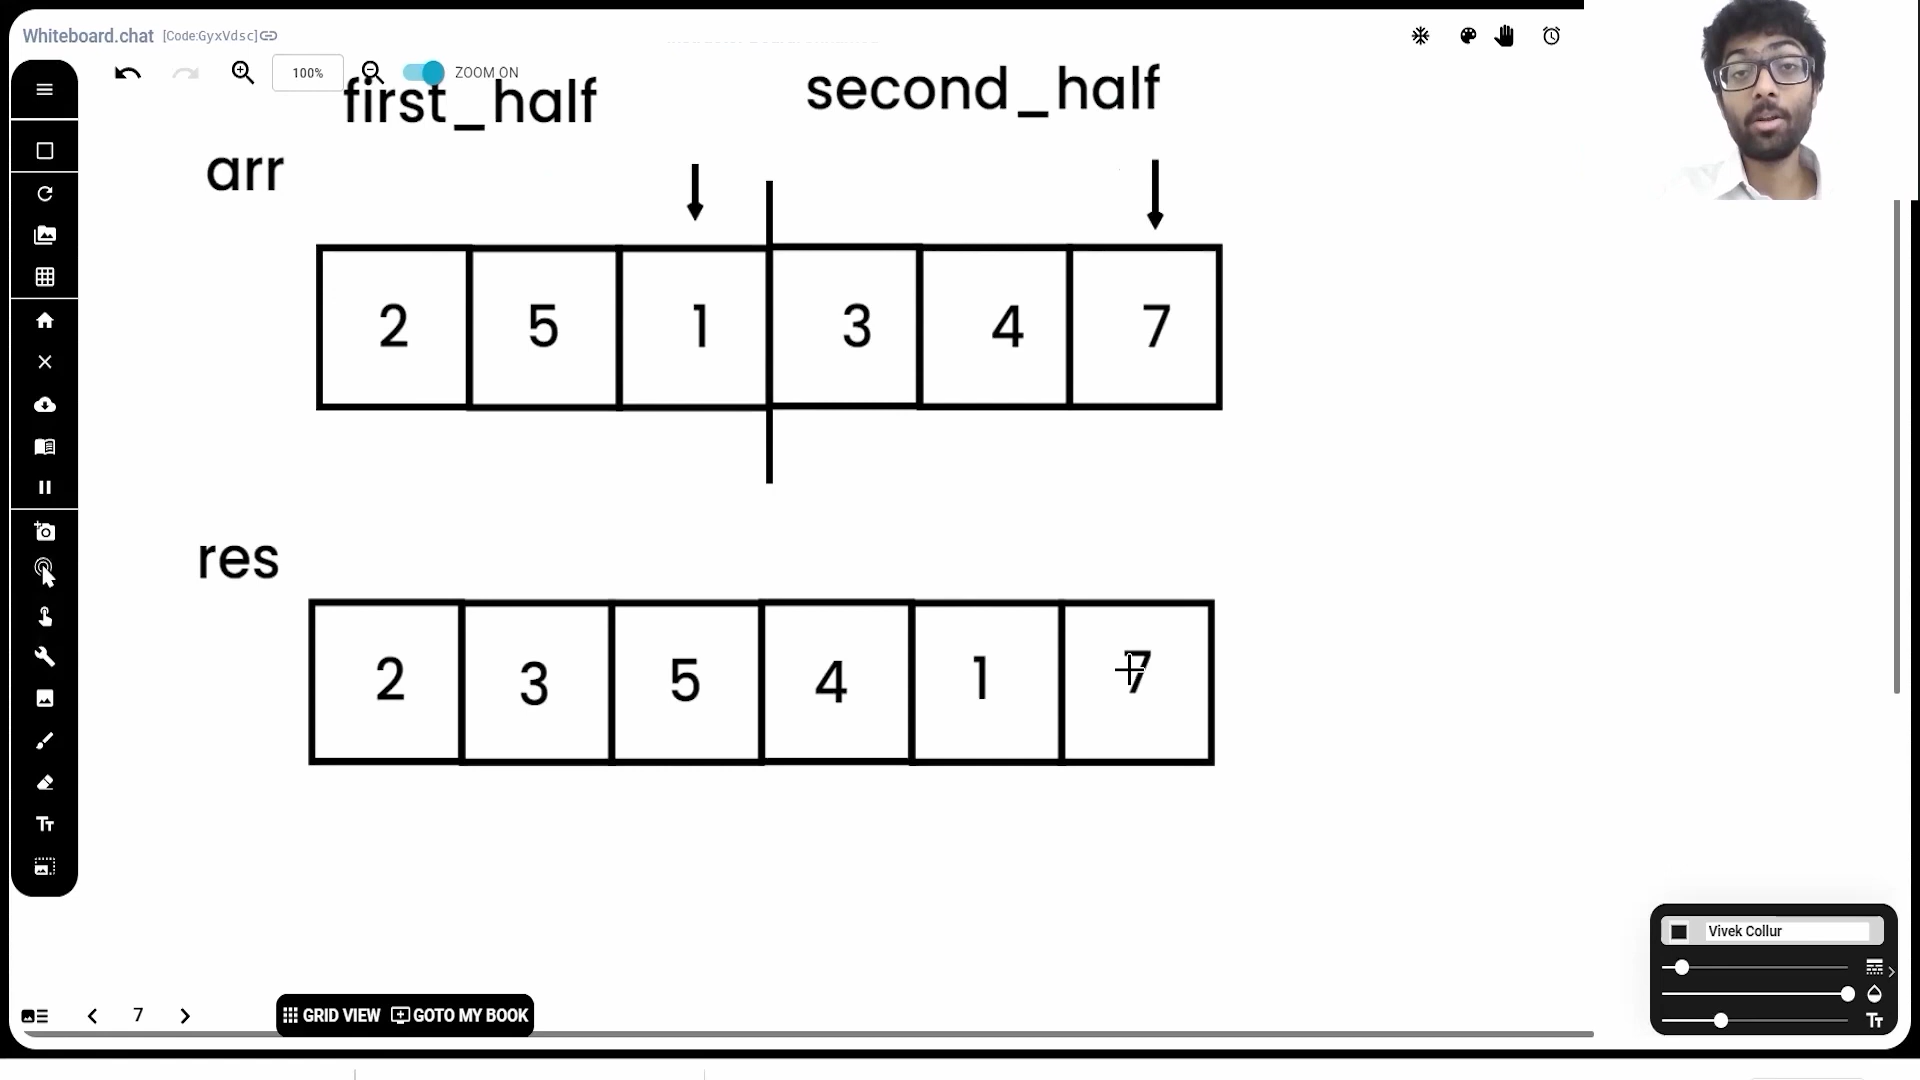 Whiteboard.chat [Code:GyxVdsc]
100% ZOOM ON
first_half second_half
arr
2 5 1 3 4 7
res
2 3 5 4 1 7
Vivek Collur
7 GRID VIEW GOTO MY BOOK